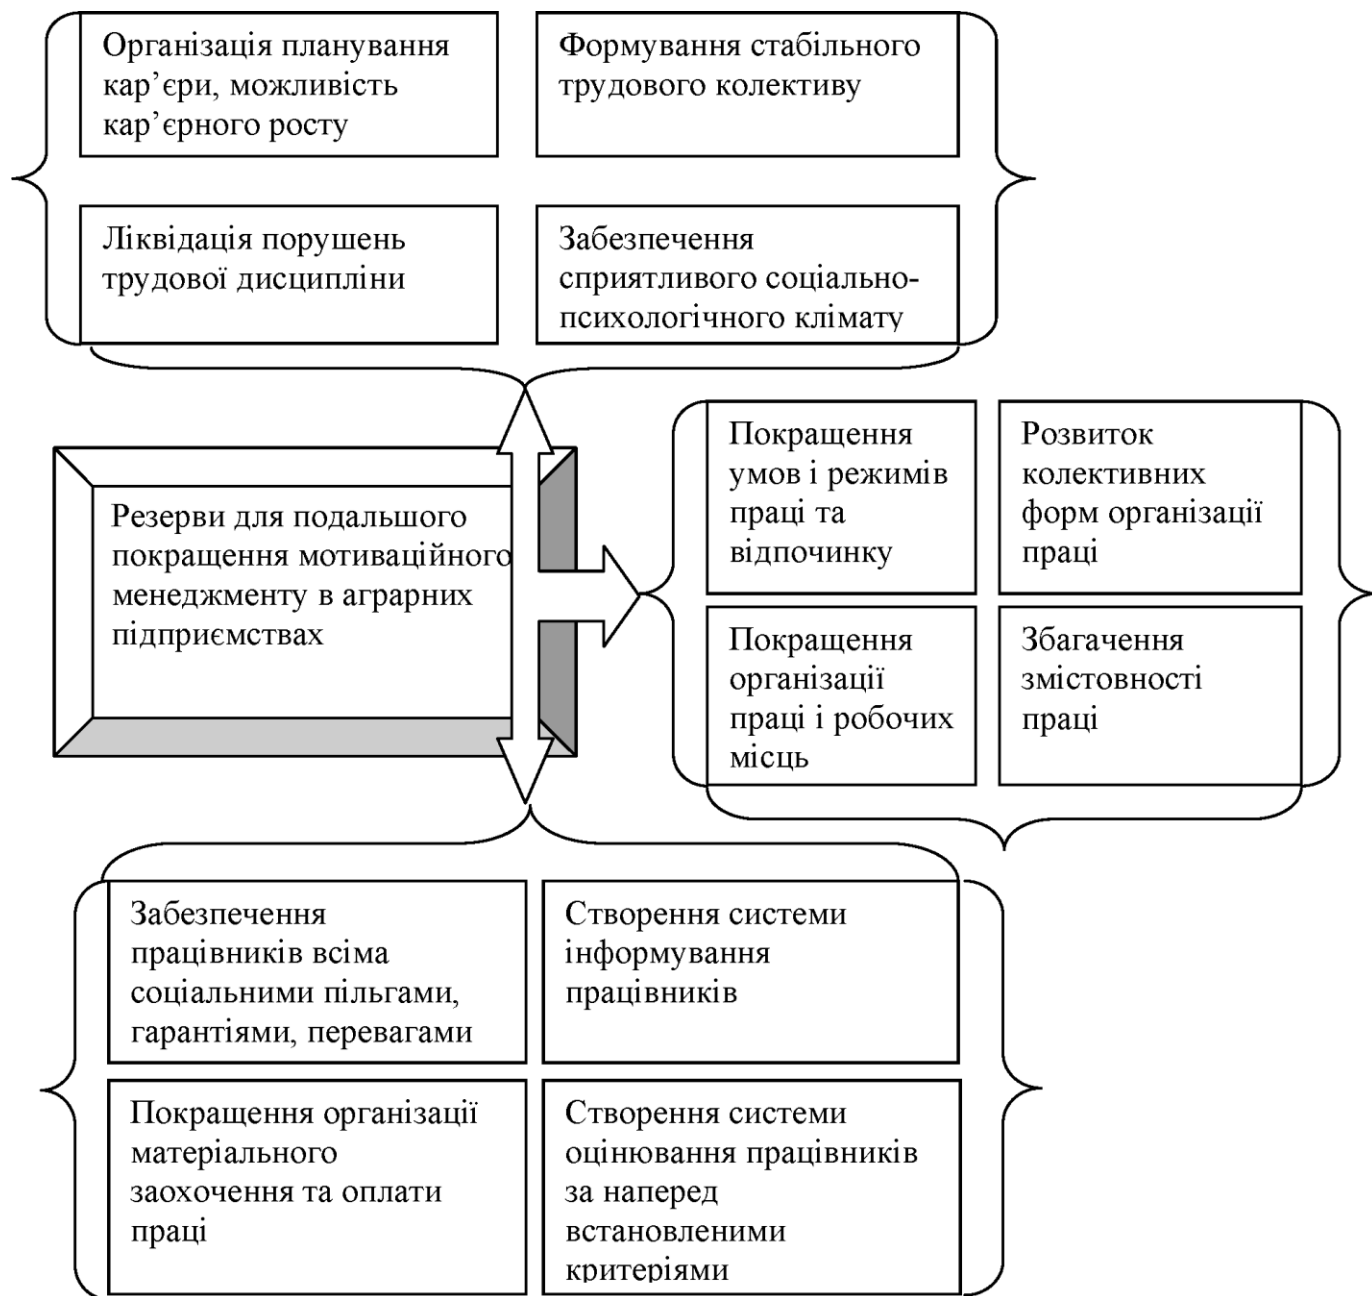 Організація планування
кар’єри, можливість
кар’єрного росту
Формування стабільного
трудового колективу
Ліквідація порушень
трудової дисципліни
Забезпечення
сприятливого соціально-
психологічного клімату
Резерви для подальшого
покращення мотиваційного
менеджменту в аграрних
підприємствах
Покращення
умов і режимів
праці та
відпочинку
Розвиток
колективних
форм організації
праці
Покращення
організації
праці і робочих
місць
Збагачення
змістовності
праці
Забезпечення
працівників всіма
соціальними пільгами,
гарантіями, перевагами
Створення системи
інформування
працівників
Покращення організації
матеріального
заохочення та оплати
праці
Створення системи
оцінювання працівників
за наперед
встановленими
критеріями